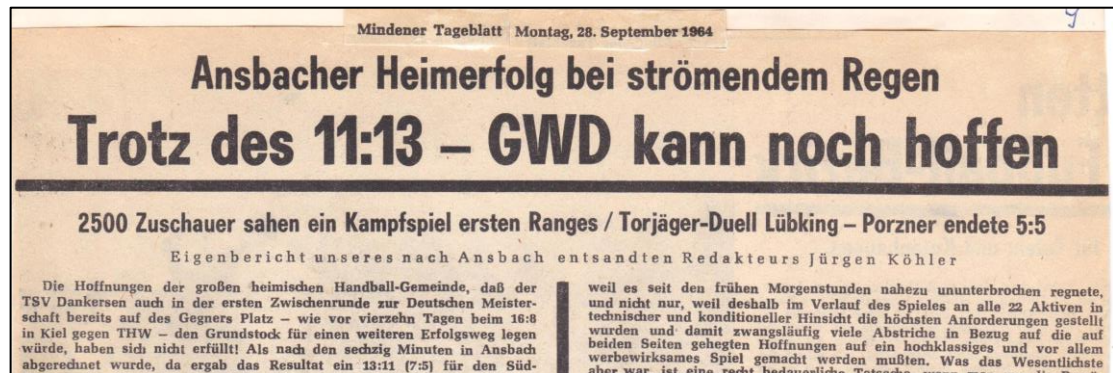 Mindener Tageblatt Montag, 28. September 1964
9
Ansbacher Heimerfolg bei strömendem Regen
Trotz des 11:13 – GWD kann noch hoffen
2500 Zuschauer sahen ein Kampfspiel ersten Ranges / Torjäger-Duell Lübking – Porzner endete 5:5
Eigenbericht unseres nach Ansbach entsandten Redakteurs Jürgen Köhler
Die Hoffnungen der großen heimischen Handball-Gemeinde, daß der
TSV Dankersen auch in der ersten Zwischenrunde zur Deutschen Meister-
schaft bereits auf des Gegners Platz – wie vor vierzehn Tagen beim 16:8
in Kiel gegen THW – den Grundstock für einen weiteren Erfolgsweg legen
würde, haben sich nicht erfüllt! Als nach den sechzig Minuten in Ansbach
abgerechnet wurde, da ergab das Resultat ein 13:11 (7:5) für den Süd-
weil es seit den frühen Morgenstunden nahezu ununterbrochen regnete,
und nicht nur, weil deshalb im Verlauf des Spieles an alle 22 Aktiven in
technischer und konditioneller Hinsicht die höchsten Anforderungen gestellt
wurden und damit zwangsläufig viele Abstriche in Bezug auf die auf
beiden Seiten gehegten Hoffnungen auf ein hochklassiges und vor allem
werbewirksames Spiel gemacht werden mußten. Was das Wesentlichste
aber war, ist eine recht bedauerliche Tatsache